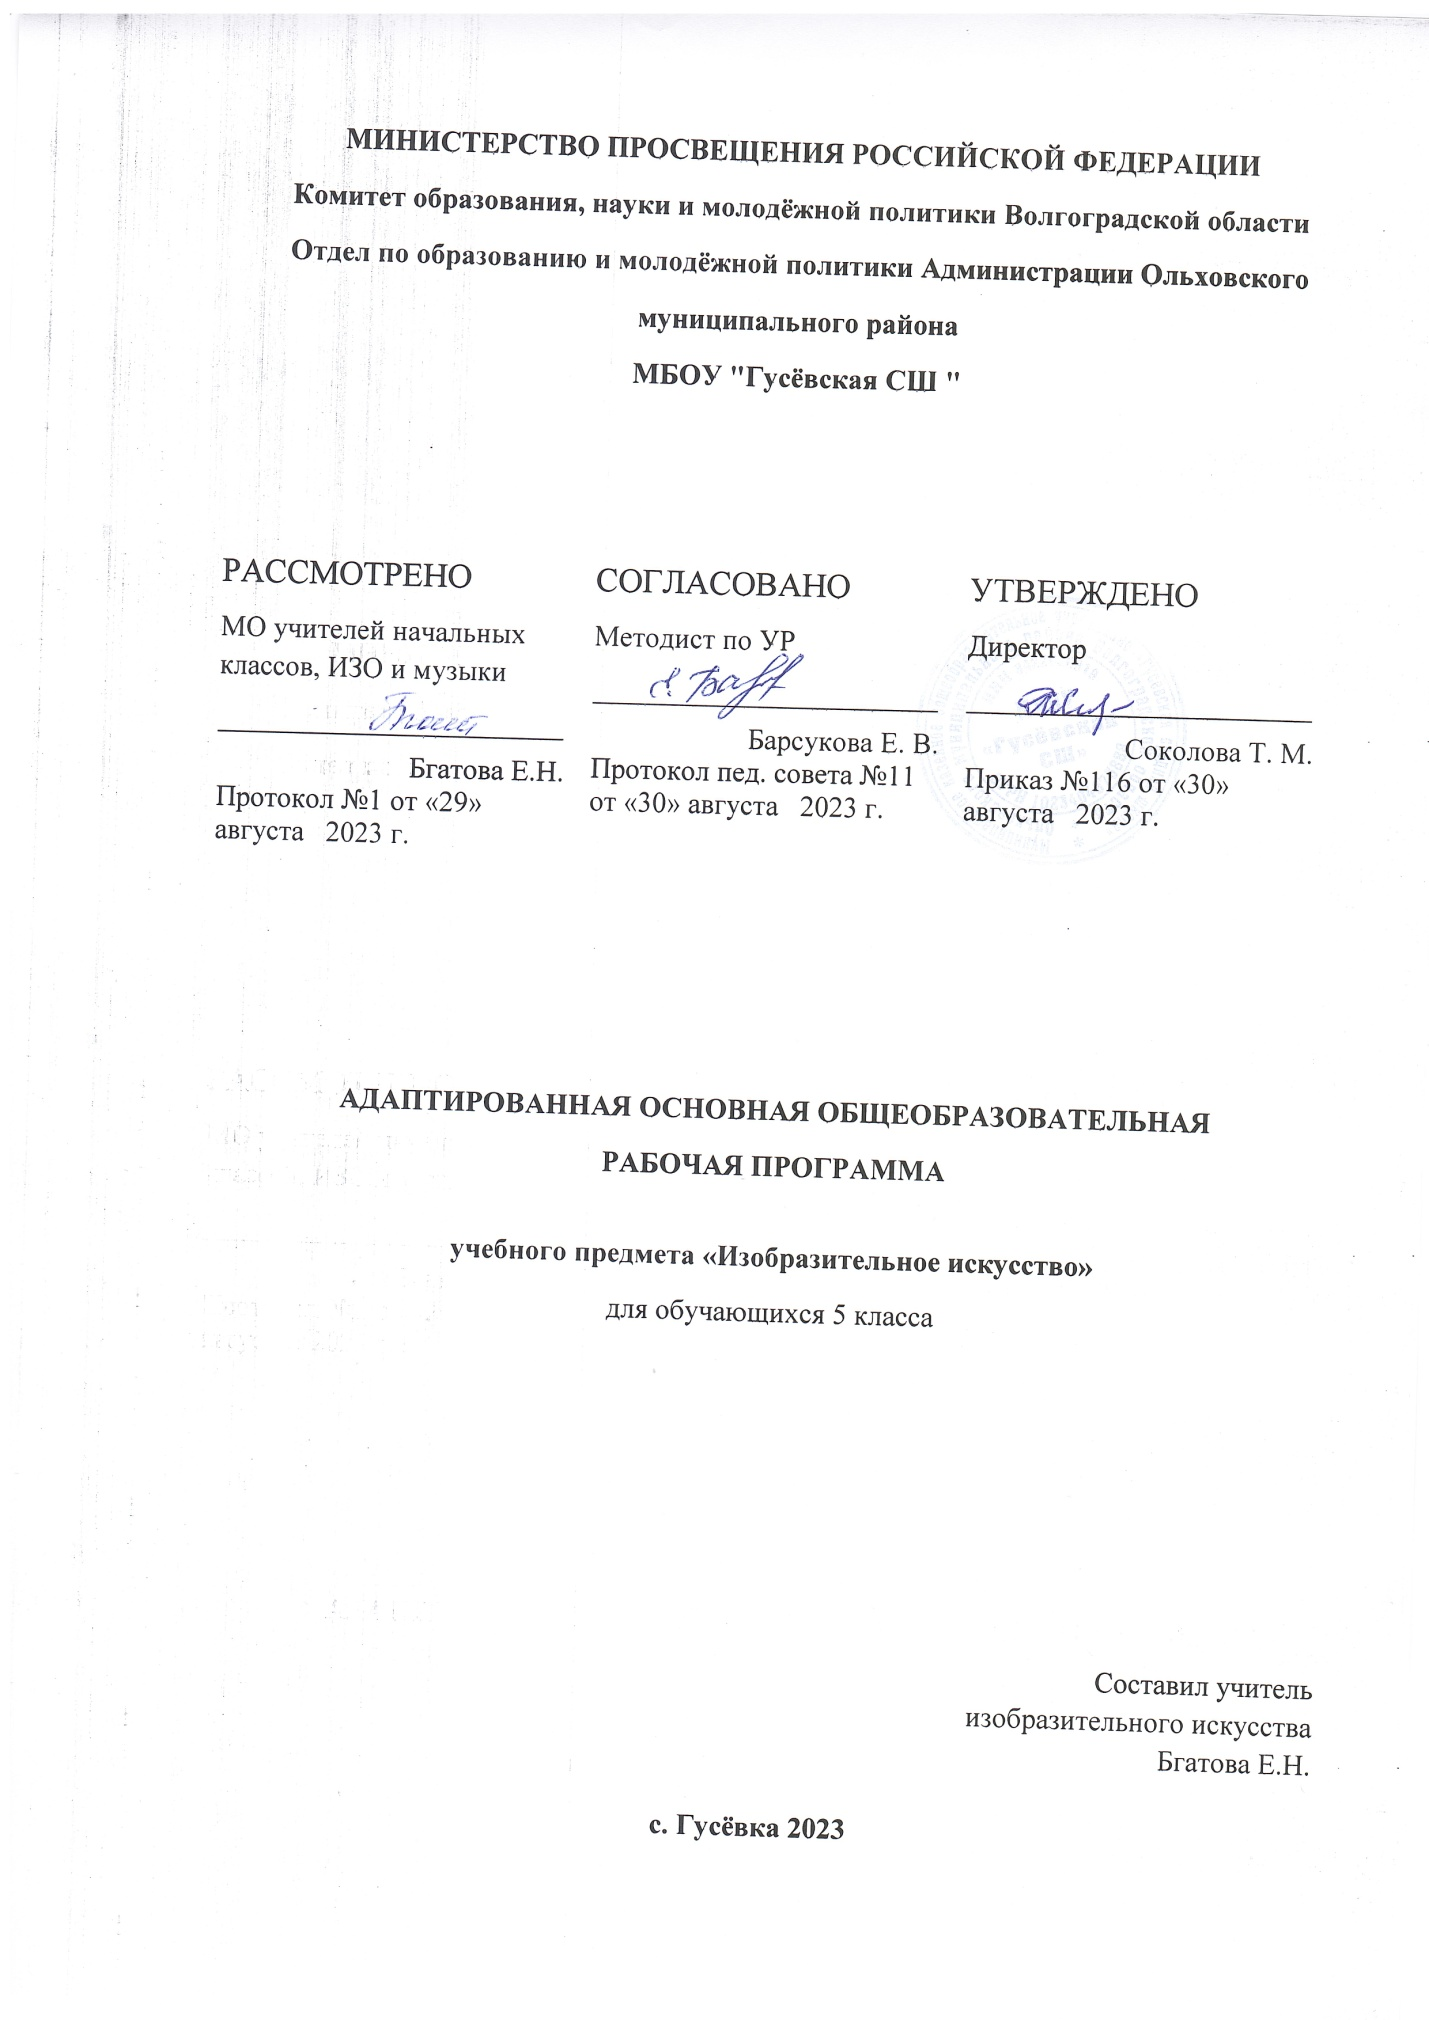 МИНИСТЕРСТВО ПРОСВЕЩЕНИЯ РОССИЙСКОЙ ФЕДЕРАЦИИ
Комитет образования, науки и молодёжной политики Волгоградской области
Отдел по образованию и молодёжной политики Администрации Ольховского
муниципального района
МБОУ "Гусёвская СШ "
РАССМОТРЕНО
МО учителей начальных
классов, ИЗО и музыки
Бгатова Е.Н.
Протокол №1 от «29»
августа 2023 г.
СОГЛАСОВАНО
Методист по УР
Барсукова Е. В.
Протокол пед. совета №11
от «30» августа 2023 г.
УТВЕРЖДЕНО
Директор
«Гусёвская
СШ»
Соколова Т. М.
Приказ №116 от «30»
августа 2023 г.
АДАПТИРОВАННАЯ ОСНОВНАЯ ОБЩЕОБРАЗОВАТЕЛЬНАЯ
РАБОЧАЯ ПРОГРАММА
учебного предмета «Изобразительное искусство»
для обучающихся 5 класса
Составил учитель
изобразительного искусства
Бгатова Е.Н.
с. Гусёвка 2023